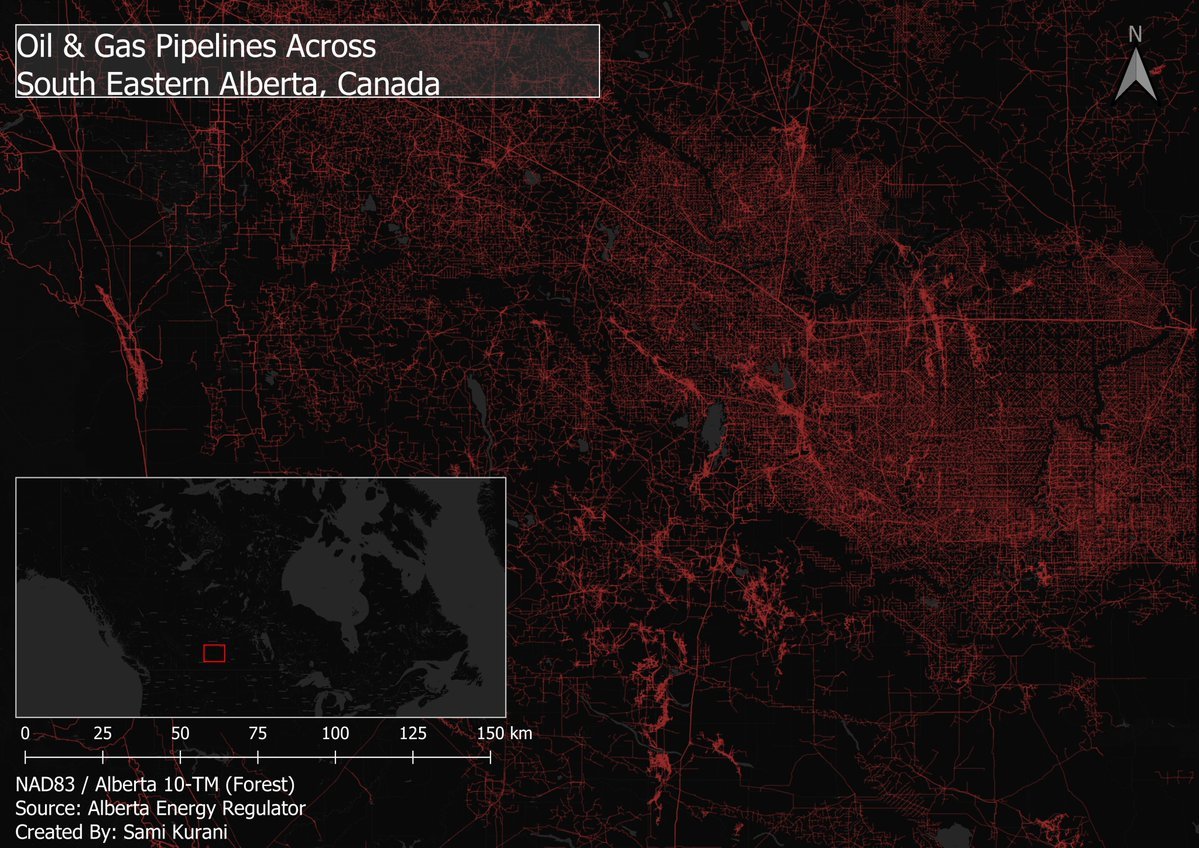 Oil & Gas Pipelines Across
South Eastern Alberta, Canada
N
0 25 50 75 100 125 150 km
NAD83 / Alberta 10-TM (Forest)
Source: Alberta Energy Regulator
Created By: Sami Kurani